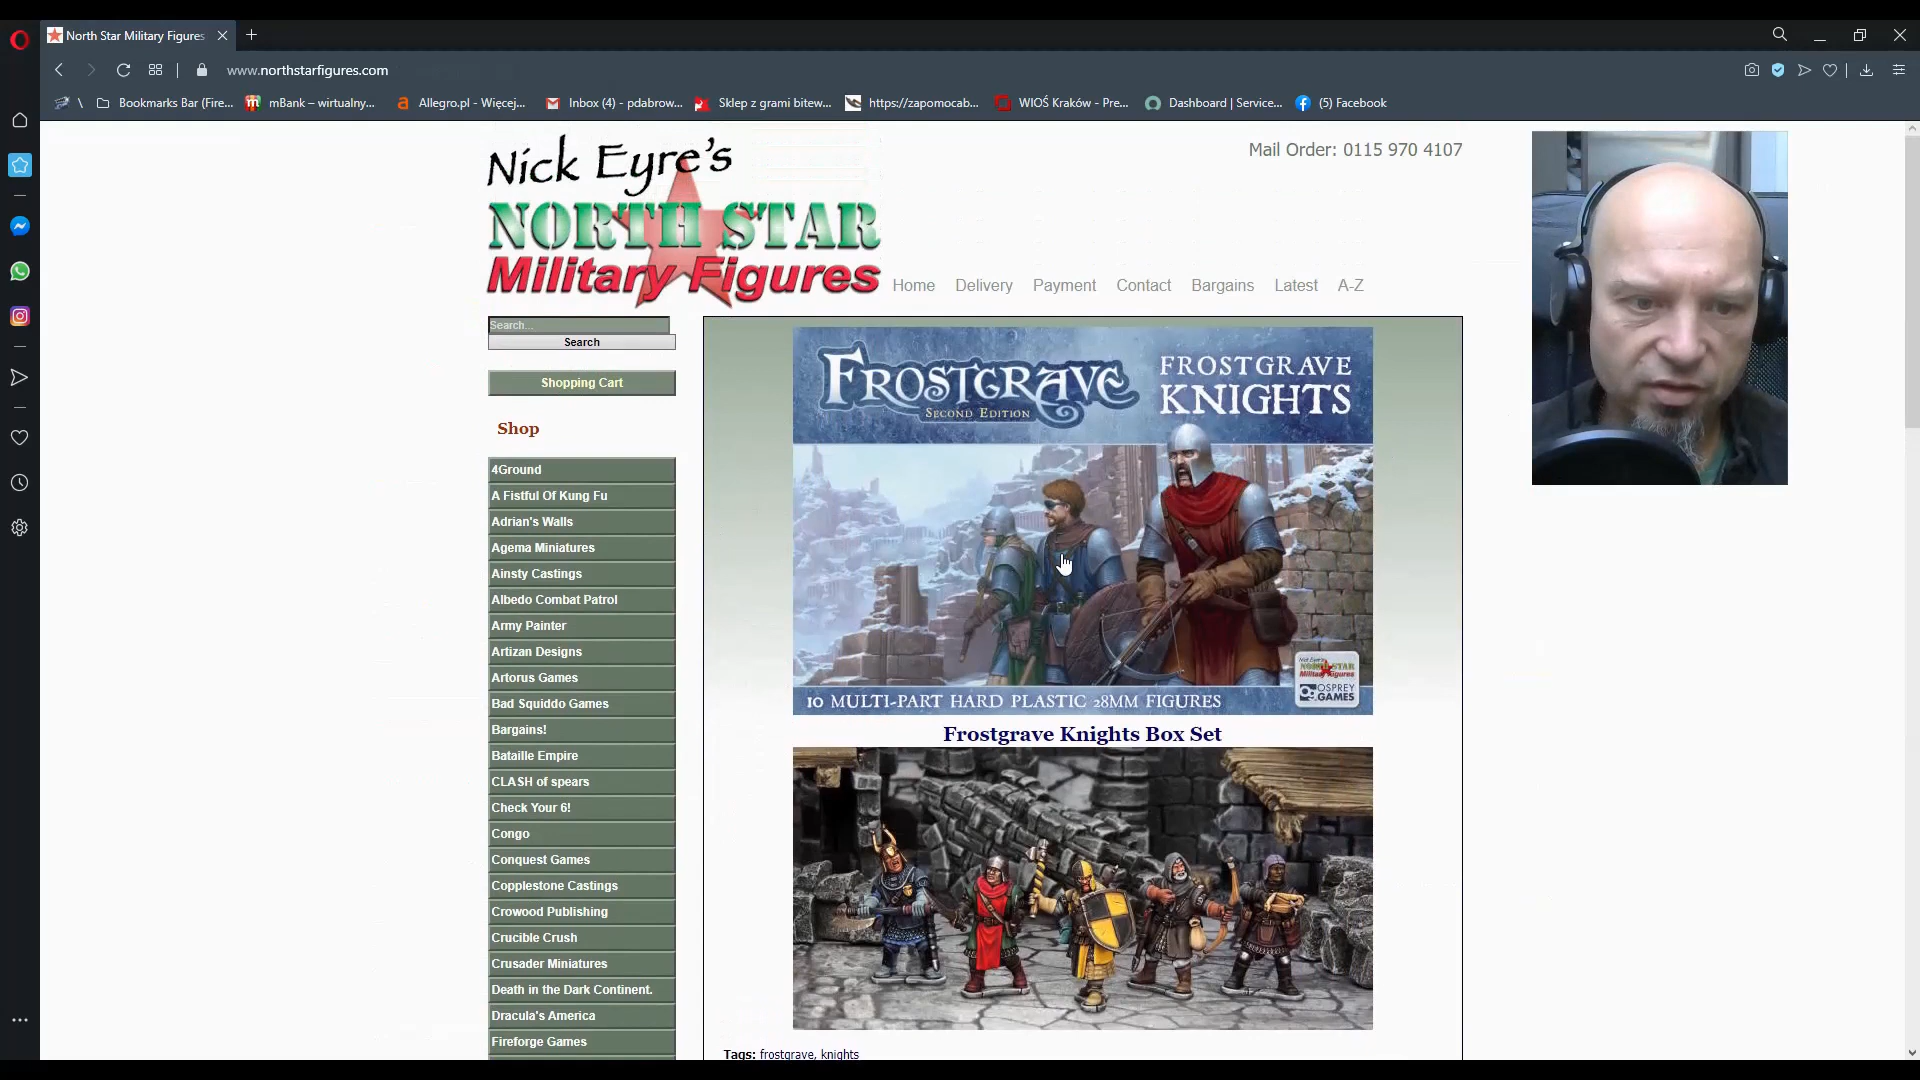 North Star Military Figures
www.northstarfigures.com
\ Bookmarks Bar (Fire... mBank – wirtualny... Allegro.pl - Więcej... Inbox (4) - pdabrow... Sklep z grami bitew... https://zapomocab... WIOŚ Kraków - Pre... Dashboard | Service... (5) Facebook
Nick Eyre's
NORTH STAR
Military Figures
Mail Order: 0115 970 4107
Home Delivery Payment Contact Bargains Latest A-Z
Search...
Search
Shopping Cart
Shop
4Ground
A Fistful Of Kung Fu
Adrian's Walls
Agema Miniatures
Ainsty Castings
Albedo Combat Patrol
Army Painter
Artizan Designs
Artorus Games
Bad Squiddo Games
Bargains!
Bataille Empire
CLASH of spears
Check Your 6!
Congo
Conquest Games
Copplestone Castings
Crowood Publishing
Crucible Crush
Crusader Miniatures
Death in the Dark Continent.
Dracula's America
Fireforge Games
FROSTGRAVE
SECOND EDITION
FROSTGRAVE
KNIGHTS
Nick Eyre's
NORTH STAR
Military Figures
OSPREY
GAMES
10 MULTI-PART HARD PLASTIC 28MM FIGURES
Frostgrave Knights Box Set
Tags: frostgrave, knights